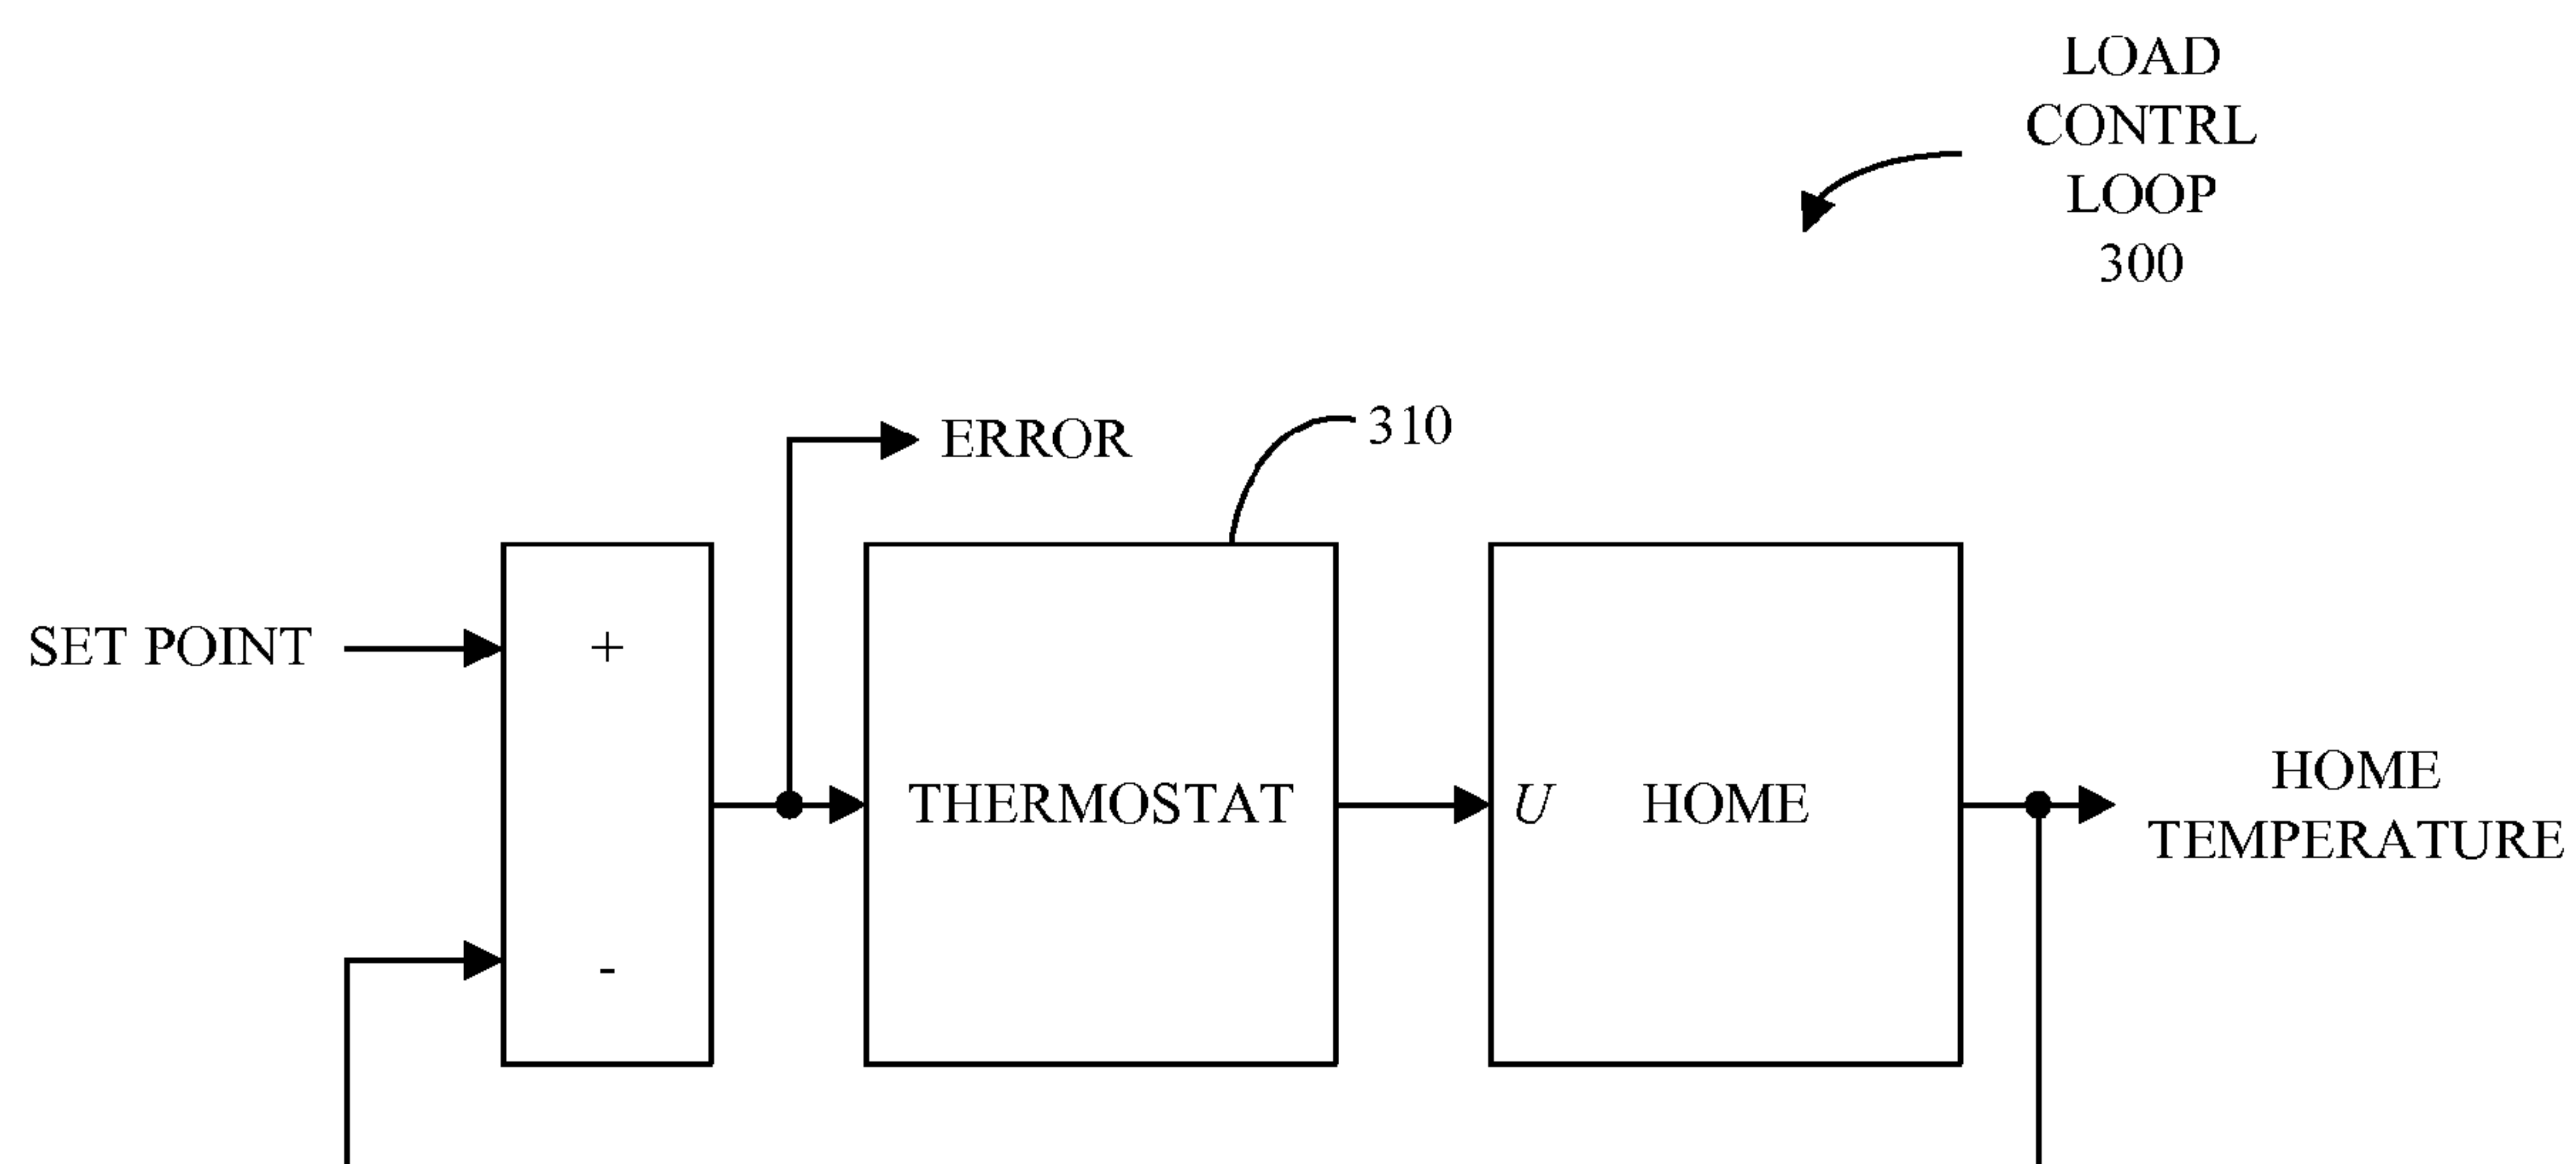 LOAD
CONTRL
LOOP
300
ERROR
310
SET POINT
+
-
THERMOSTAT
U
HOME
HOME
TEMPERATURE